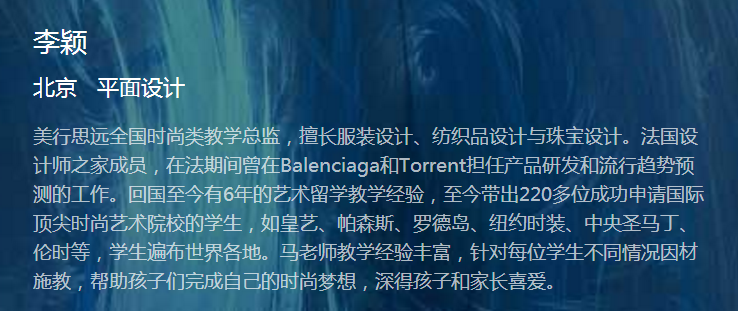 李颖
北京 平面设计
美行思远全国时尚类教学总监，擅长服装设计、纺织品设计与珠宝设计。法国设
计师之家成员，在法期间曾在Balenciaga和Torrent担任产品研发和流行趋势预
测的工作。回国至今有6年的艺术留学教学经验，至今带出220多位成功申请国际
顶尖时尚艺术院校的学生，如皇艺、帕森斯、罗德岛、纽约时装、中央圣马丁、
伦时等，学生遍布世界各地。马老师教学经验丰富，针对每位学生不同情况因材
施教，帮助孩子们完成自己的时尚梦想，深得孩子和家长喜爱。